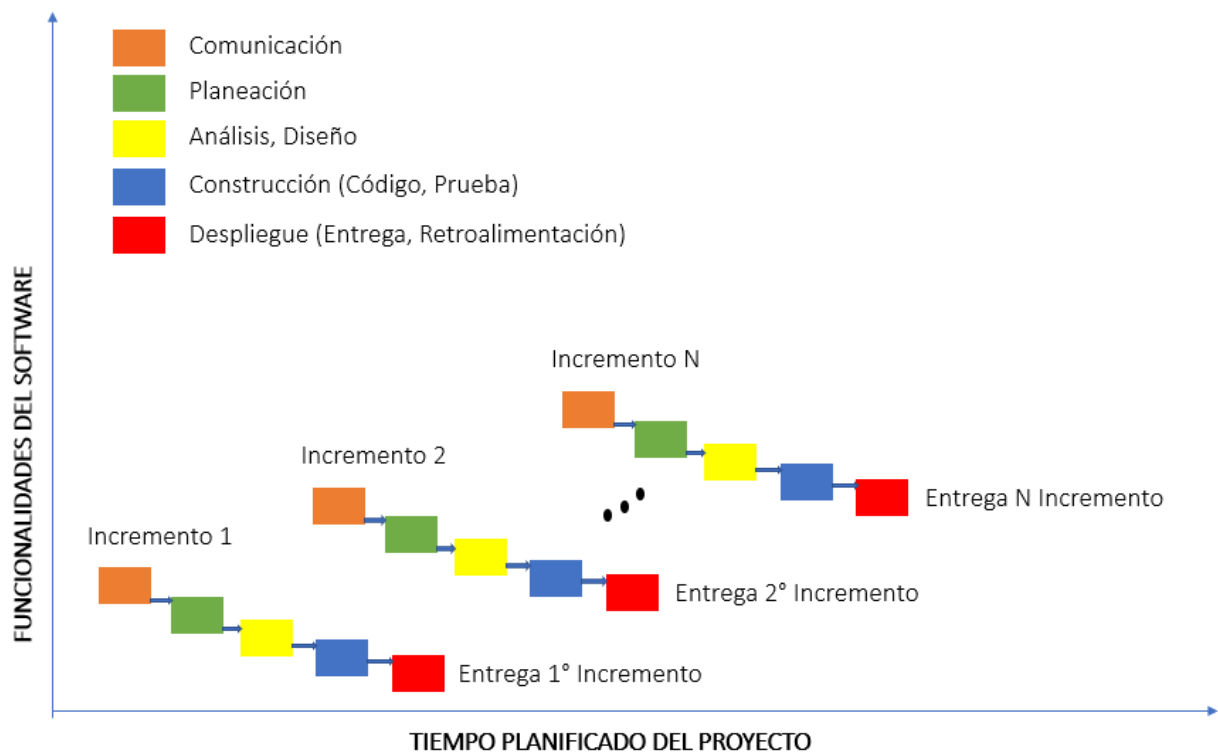 Comunicación
Planeación
Análisis, Diseño
Construcción (Código, Prueba)
Despliegue (Entrega, Retroalimentación)
FUNCIONALIDADES DEL SOFTWARE
Incremento N
Entrega N Incremento
Incremento 2
Entrega 2° Incremento
Incremento 1
Entrega 1° Incremento
TIEMPO PLANIFICADO DEL PROYECTO